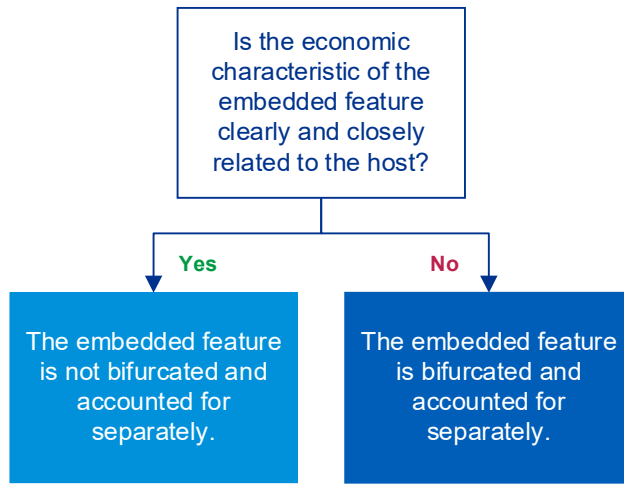 Is the economic
characteristic of the
embedded feature
clearly and closely
related to the host?
Yes
No
The embedded feature
is not bifurcated and
accounted for
separately.
The embedded feature
is bifurcated and
accounted for
separately.